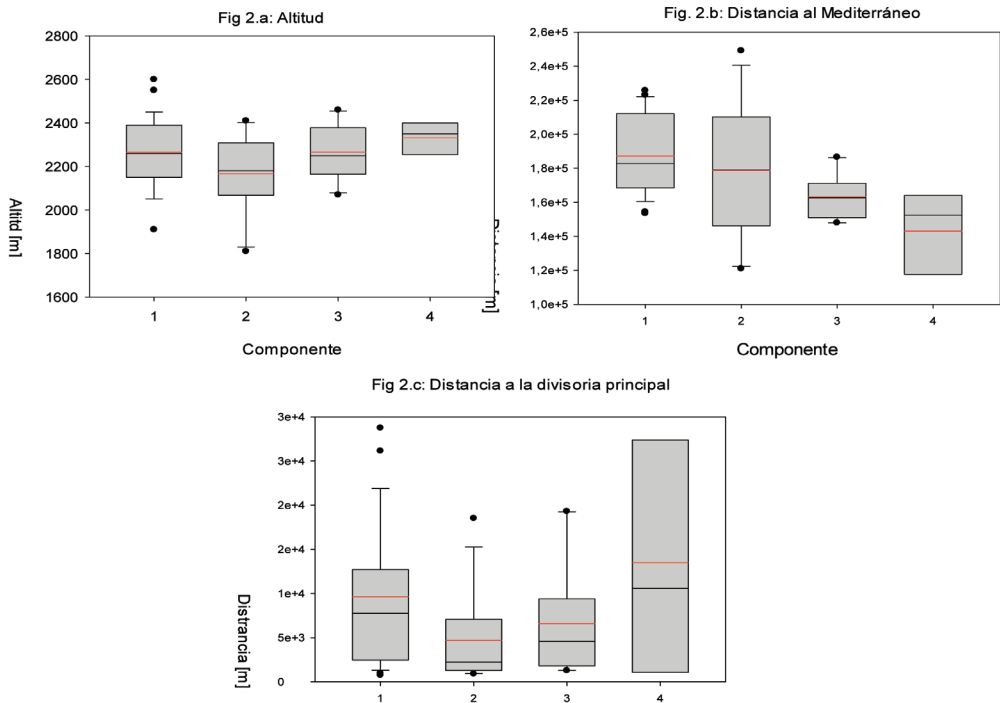 Fig 2.a: Altitud
2800
2600
2400
2200
2000
1800
1600
Altitd [m]
1
2
3
4
Componente
Fig. 2.b: Distancia al Mediterráneo
2,6e+5
2,4e+5
2,2e+5
2,0e+5
1,8e+5
1,6e+5
1,4e+5
1,2e+5
1,0e+5
1
2
3
4
Componente
Fig 2.c: Distancia a la divisoria principal
3e+4
3e+4
2e+4
2e+4
1e+4
5e+3
0
Distrancia [m]
1
2
3
4